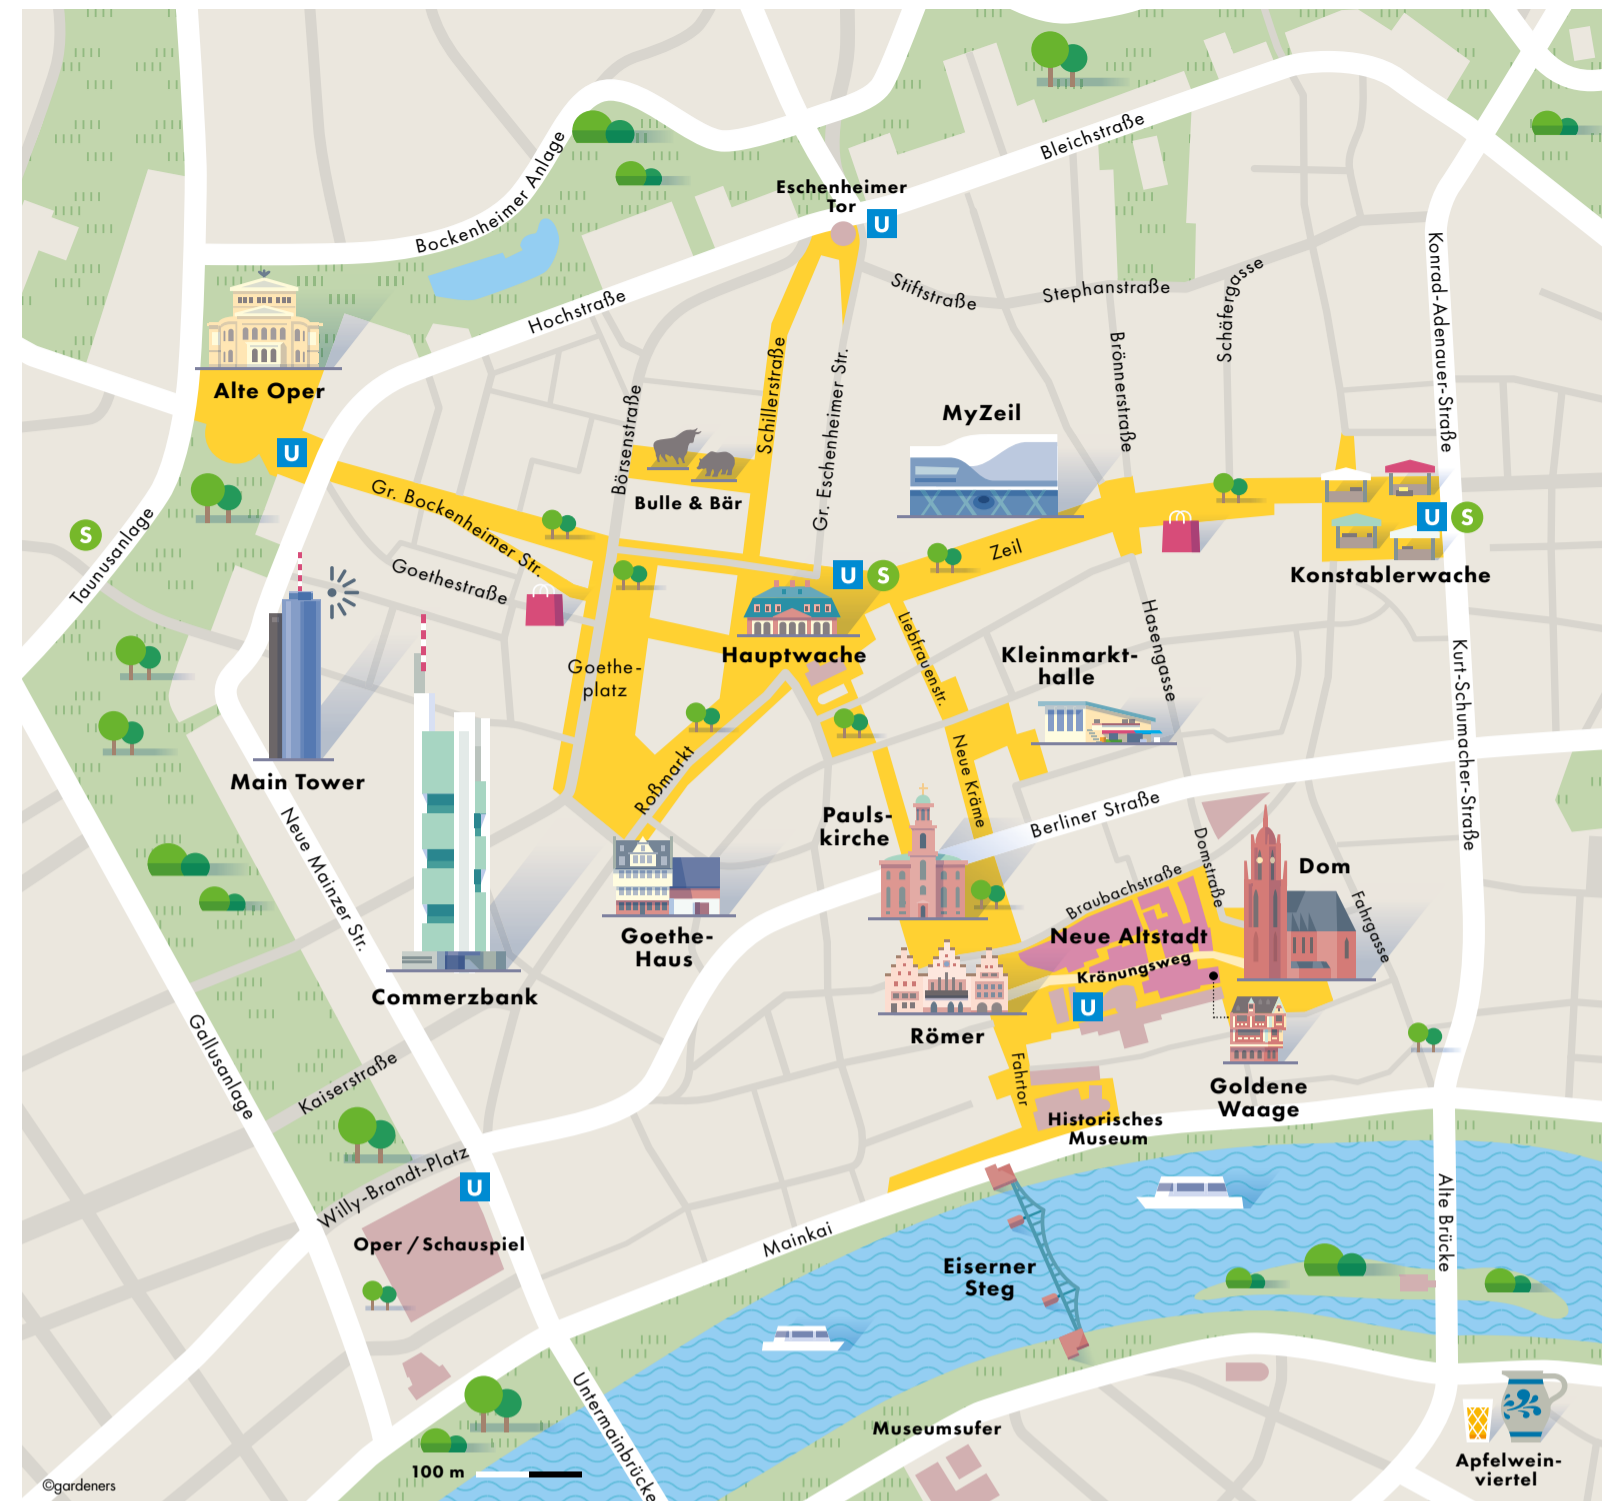 Bleichstraße
Bockenheimer Anlage
Eschenheimer
Tor
U
Konrad-Adenauer-Straße
Stiftstraße
Stephanstraße
Schäfergasse
Hochstraße
Brönnerstraße
Schillerstraße
Gr. Eschenheimer Str.
Börsenstraße
Alte Oper
MyZeil
U
Gr. Bockenheimer Str.
Bulle & Bär
S
Taunusanlage
U
S
Zeil
Konstablerwache
U
S
Goethestraße
Hauptwache
Liebfrauenstr.
Hasengasse
Kleinmarkt-
halle
Goethe-
platz
Kurt-Schumacher-Straße
Main Tower
Roßmarkt
Neue Kräme
Berliner Straße
Pauls-
kirche
Neue Mainzer Str.
Domstraße
Dom
Braubachstraße
Fahrgasse
Goethe-
Haus
Neue Altstadt
Krönungsweg
U
Commerzbank
Römer
Gallusanlage
Kaiserstraße
Fahrtor
Goldene
Waage
Historisches
Museum
Willy-Brandt-Platz
U
Alte Brücke
Oper / Schauspiel
Mainkai
Eiserner
Steg
Untermainbrücke
Museumsufer
Apfelwein-
viertel
100 m
©gardeners